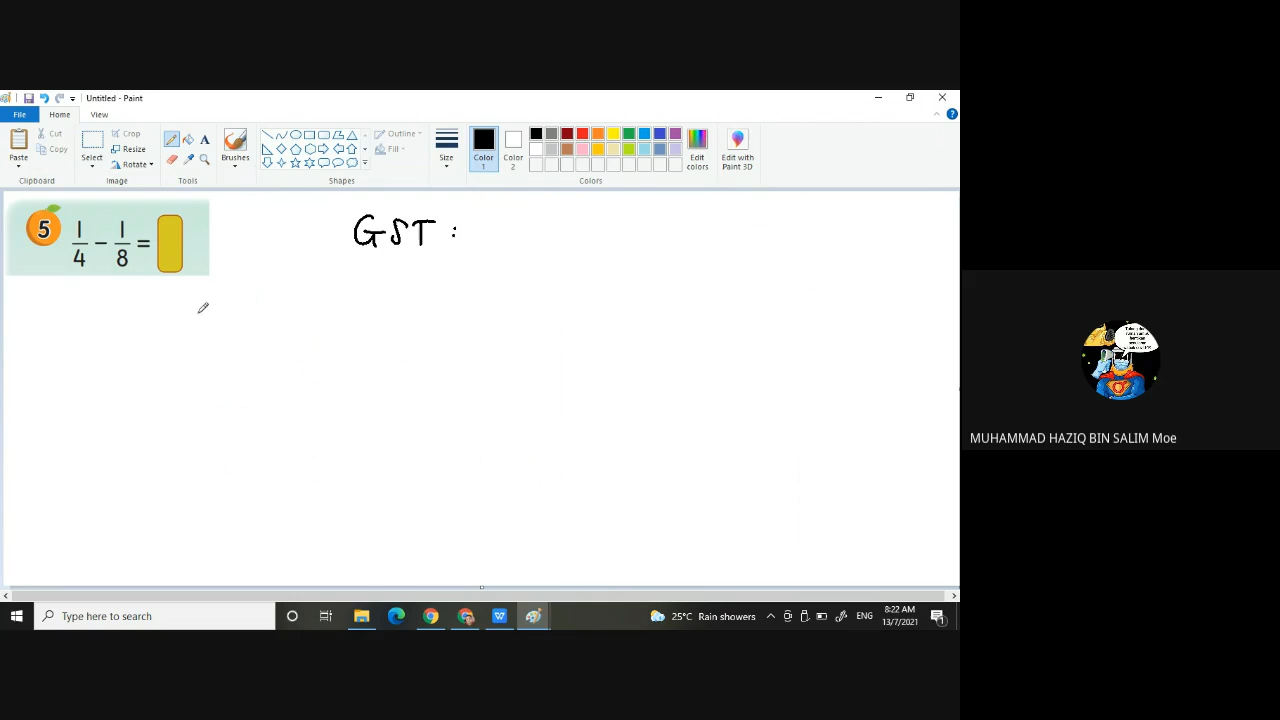 Untitled - Paint
File
Home
View
Paste
Cut
Copy
Clipboard
Select
Crop
Resize
Rotate
Image
Tools
Brushes
Shapes
Outline
Fill
Size
Color 1
Color 2
Colors
Edit colors
Edit with Paint 3D
5
1/4 - 1/8 =
GST :
MUHAMMAD HAZIQ BIN SALIM Moe
Type here to search
25°C Rain showers
ENG
8:22 AM
13/7/2021
1